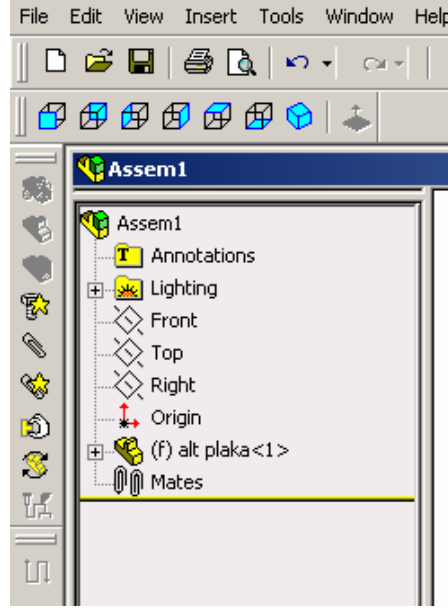 File Edit View Insert Tools Window Help
Assem1
Assem1
T Annotations
Lighting
Front
Top
Right
Origin
(f) alt plaka<1>
Mates